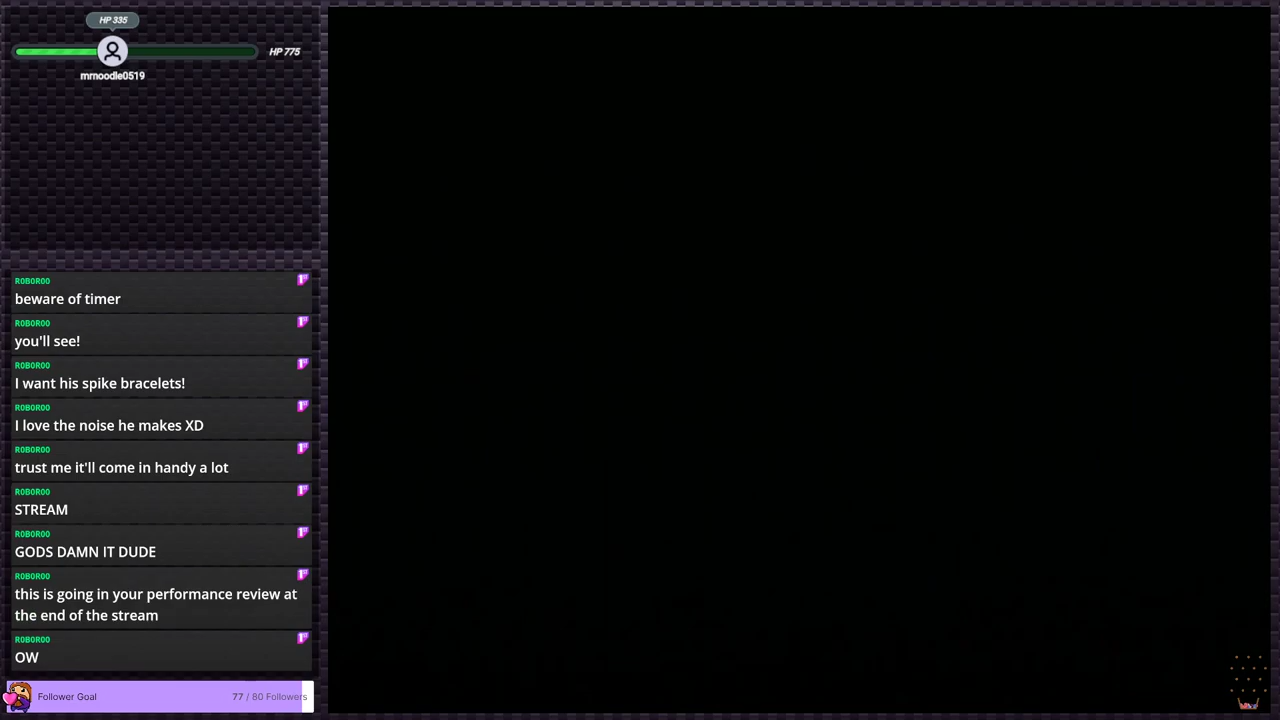 HP 335
HP 775
mrnoodle0519
ROBOROO
beware of timer
ROBOROO
you'll see!
ROBOROO
I want his spike bracelets!
ROBOROO
I love the noise he makes XD
ROBOROO
trust me it'll come in handy a lot
ROBOROO
STREAM
ROBOROO
GODS DAMN IT DUDE
ROBOROO
this is going in your performance review at
the end of the stream
ROBOROO
OW
Follower Goal 77 / 80 Followers